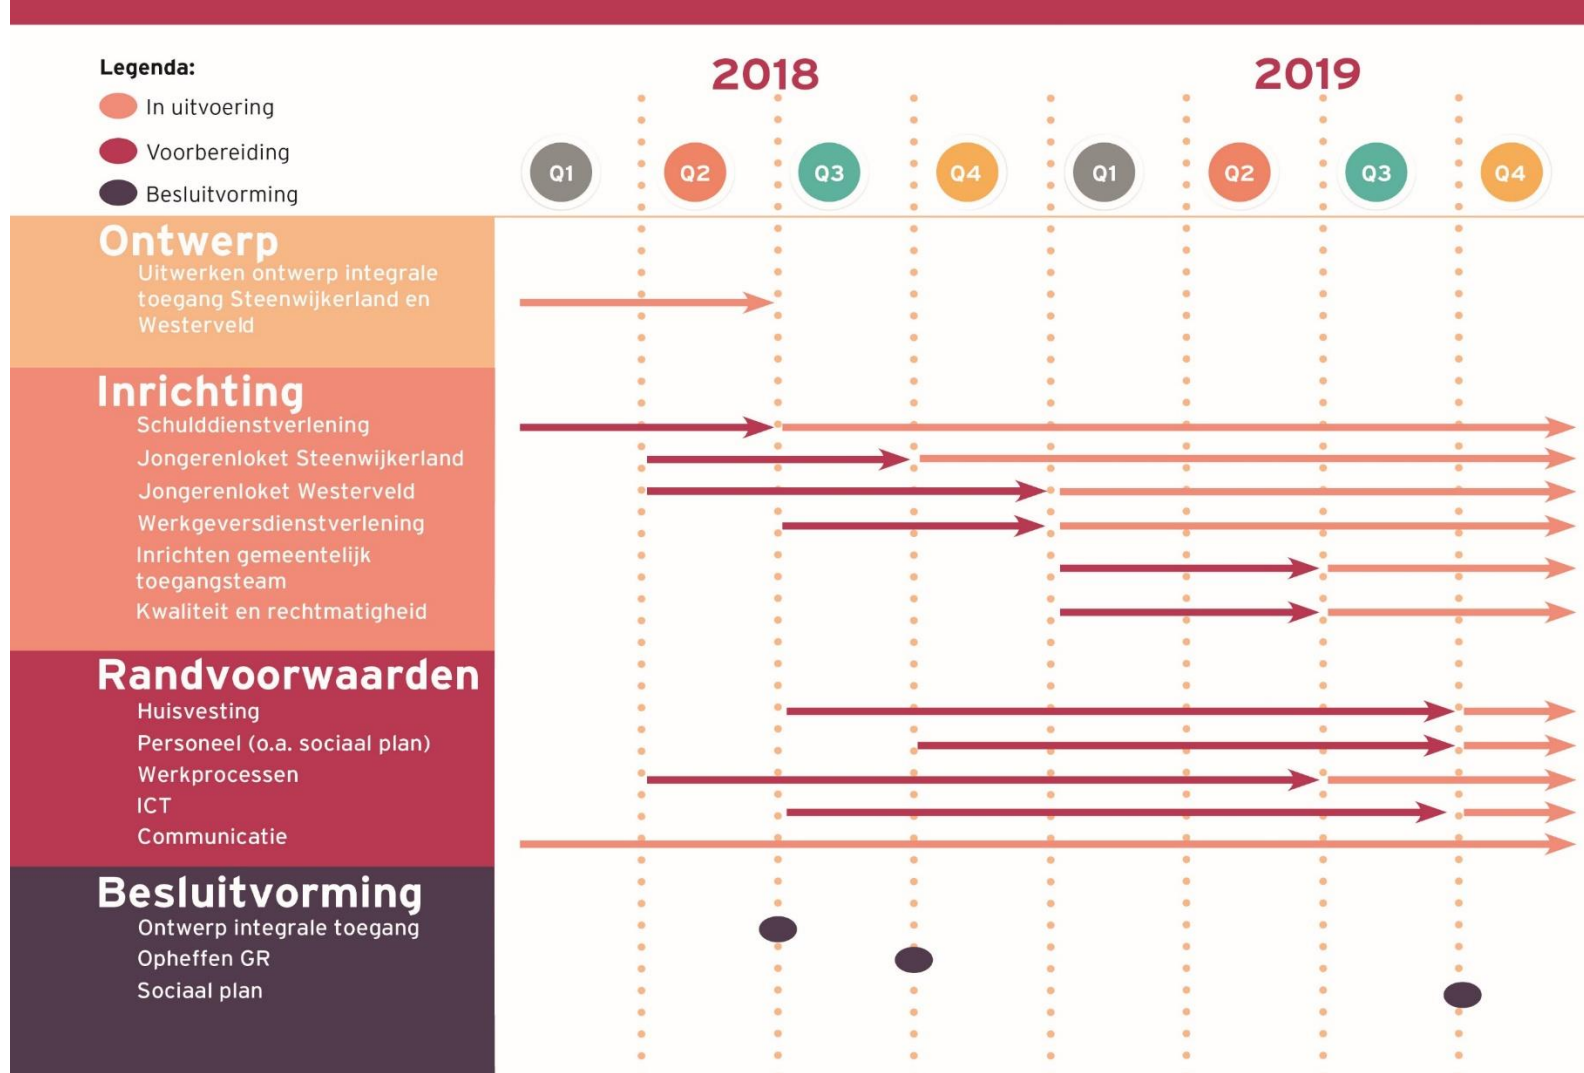 Legenda:
In uitvoering
Voorbereiding
Besluitvorming
2018
2019
Q1
Q2
Q3
Q4
Q1
Q2
Q3
Q4
Ontwerp
Uitwerken ontwerp integrale
toegang Steenwijkerland en
Westerveld
Inrichting
Schulddienstverlening
Jongerenloket Steenwijkerland
Jongerenloket Westerveld
Werkgeversdienstverlening
Inrichten gemeentelijk
toegangsteam
Kwaliteit en rechtmatigheid
Randvoorwaarden
Huisvesting
Personeel (o.a. sociaal plan)
Werkprocessen
ICT
Communicatie
Besluitvorming
Ontwerp integrale toegang
Opheffen GR
Sociaal plan